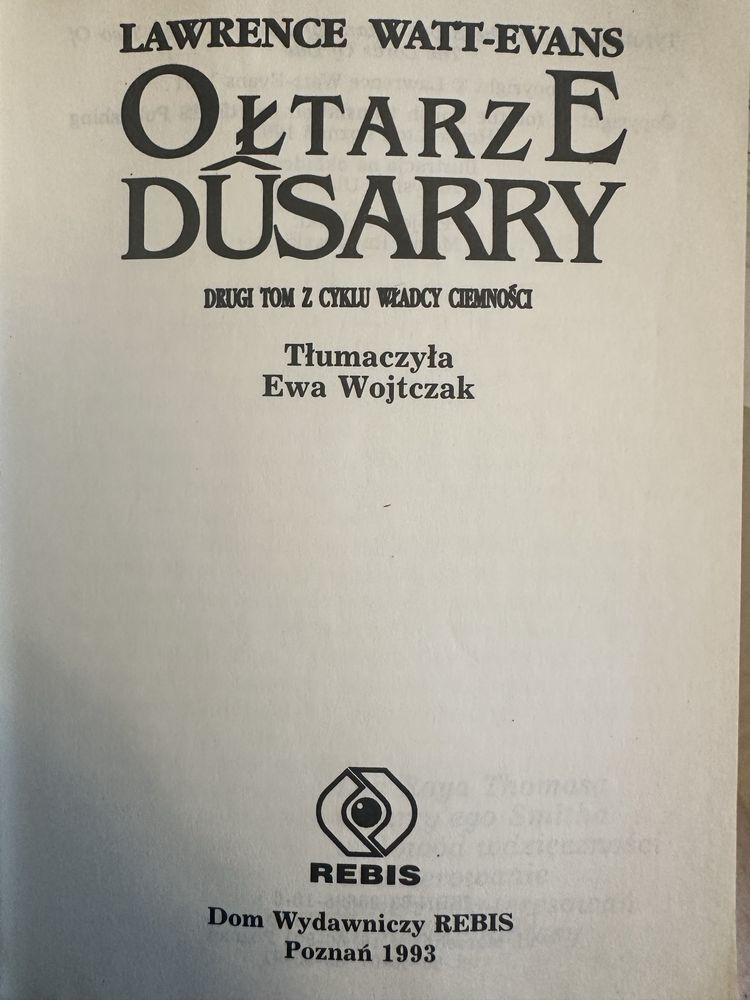 LAWRENCE WATT-EVANS
OŁTARZE
DÛSARRY
DRUGI TOM Z CYKLU WŁADCY CIEMNOŚCI
Tłumaczyła
Ewa Wojtczak
REBIS
Dom Wydawniczy REBIS
Poznań 1993